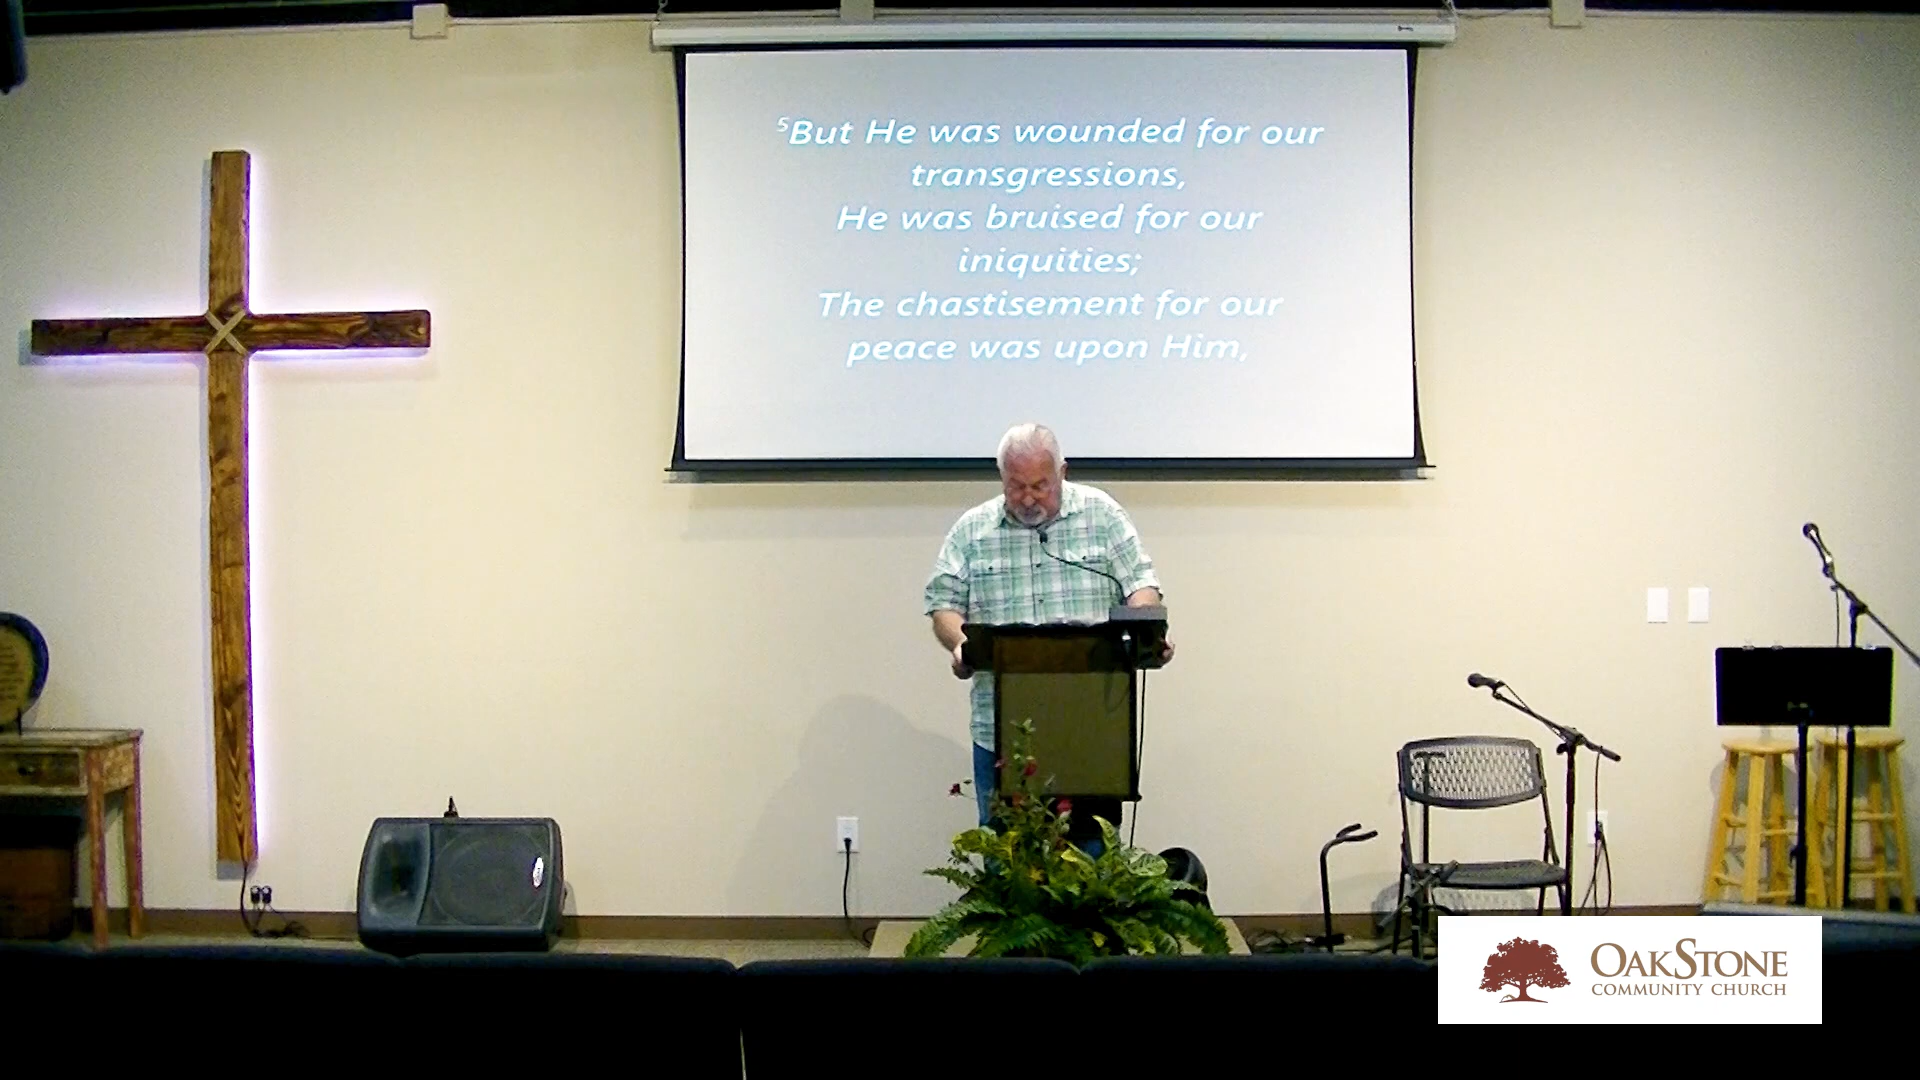 ⁵But He was wounded for our
transgressions,
He was bruised for our
iniquities;
The chastisement for our
peace was upon Him,
OAKSTONE
COMMUNITY CHURCH